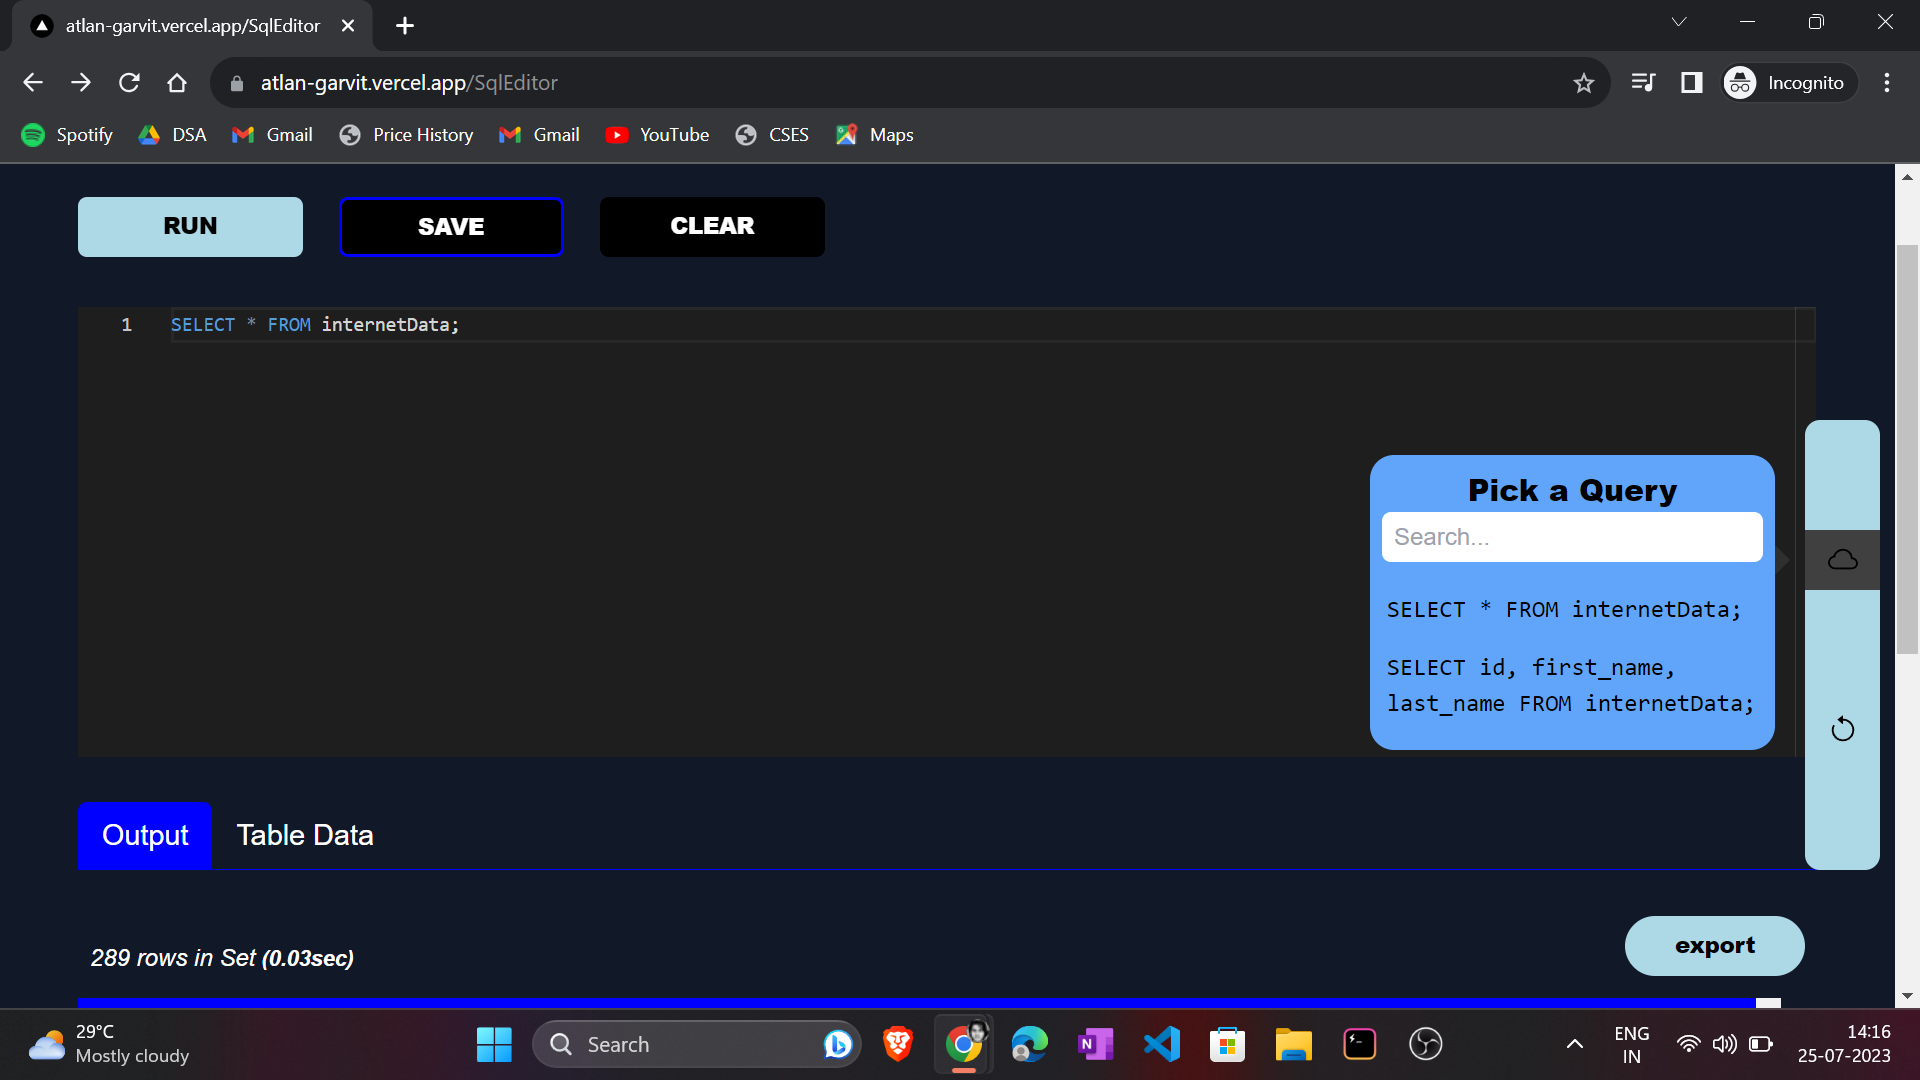 atlan-garvit.vercel.app/SqlEditor
atlan-garvit.vercel.app/SqlEditor
Incognito
Spotify DSA Gmail Price History Gmail YouTube CSES Maps
RUN SAVE CLEAR
1 SELECT * FROM internetData;
Pick a Query
Search...
SELECT * FROM internetData;
SELECT id, first_name,
last_name FROM internetData;
Output Table Data
289 rows in Set (0.03sec)
export
29°C
Mostly cloudy
Search
N
ENG
IN
14:16
25-07-2023